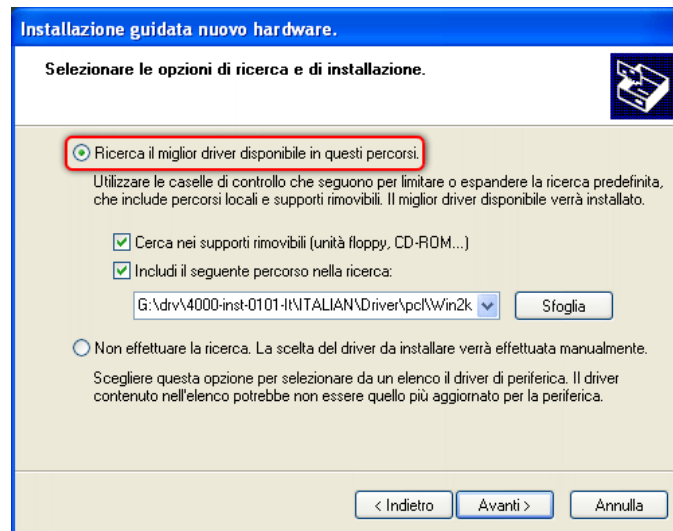 Installazione guidata nuovo hardware.
Selezionare le opzioni di ricerca e di installazione.
Ricerca il miglior driver disponibile in questi percorsi.
Utilizzare le caselle di controllo che seguono per limitare o espandere la ricerca predefinita,
che include percorsi locali e supporti rimovibili. Il miglior driver disponibile verrà installato.
Cerca nei supporti rimovibili (unità floppy, CD-ROM...)
Includi il seguente percorso nella ricerca:
G:\drv\4000-inst-0101-lt\ITALIAN\Driver\pcl\Win2k
Sfoglia
Non effettuare la ricerca. La scelta del driver da installare verrà effettuata manualmente.
Scegliere questa opzione per selezionare da un elenco il driver di periferica. Il driver
contenuto nell'elenco potrebbe non essere quello più aggiornato per la periferica.
< Indietro
Avanti >
Annulla